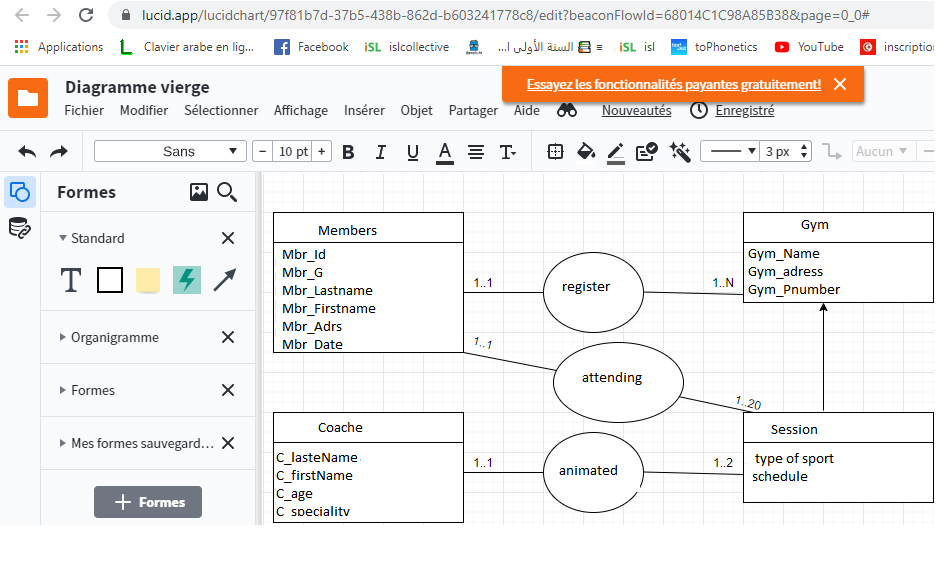 lucid.app/lucidchart/97f81b7d-37b5-438b-862d-b603241778c8/edit?beaconFlowId=68014C1C98A85B38&page=0_0#
Applications
Clavier arabe en lig...
Facebook
iSL islcollective
السنة الأولى ا...
iSL isl
toPhonetics
YouTube
inscription
Diagramme vierge
Essayez les fonctionnalités payantes gratuitement!
Fichier Modifier Sélectionner Affichage Insérer Objet Partager Aide Nouveautés Enregistré
Sans 10 pt 3 px Aucun
Formes
Standard
Organigramme
Formes
Mes formes sauvegard...
+ Formes
Members
Mbr_Id
Mbr_G
Mbr_Lastname
Mbr_Firstname
Mbr_Adrs
Mbr_Date
1..1
register
1..N
Gym
Gym_Name
Gym_adress
Gym_Pnumber
1..1
attending
1..20
Coache
C_lasteName
C_firstName
C_age
C_speciality
1..1
animated
1..2
Session
type of sport
schedule